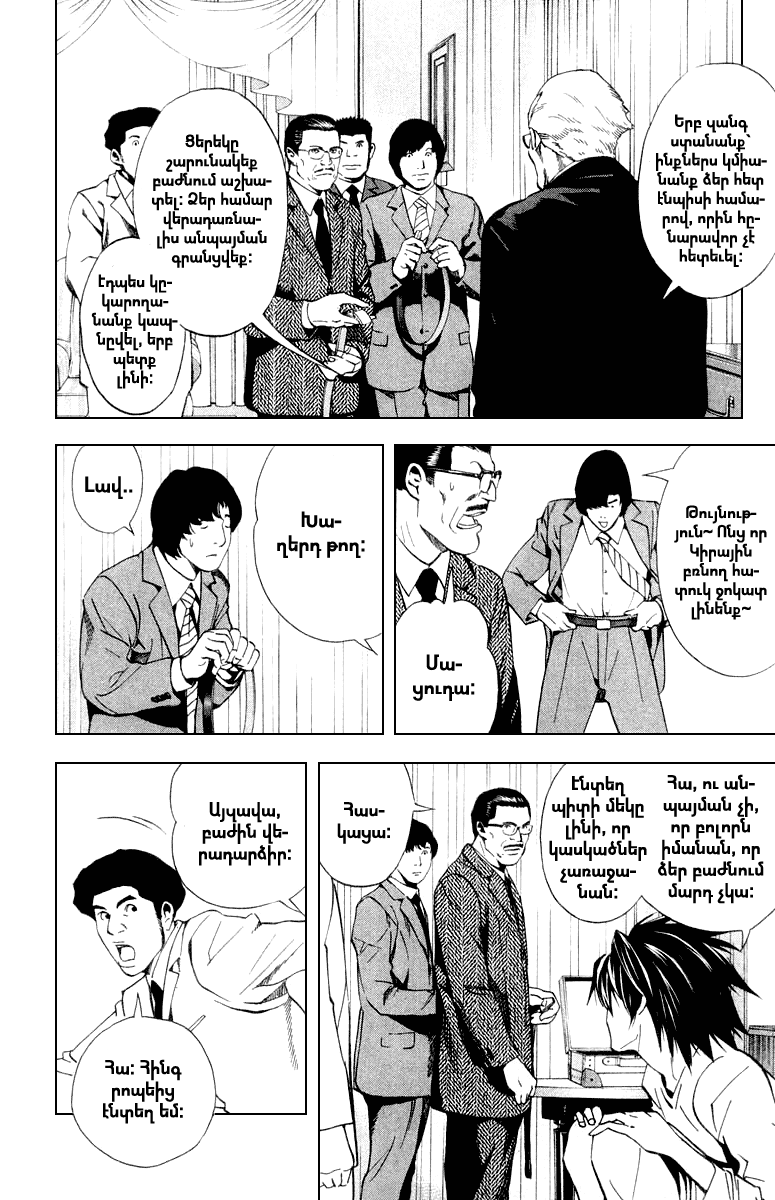 Երբ զանգ
ստանանք՝
ինքներս կմիա-
նանք ձեր հետ
էնպիսի համա-
րով, որին հը-
նարավոր չէ
հետեւել:
Ցերեկը
շարունակեք
բաժնում աշխա-
տել: Ձեր համար
վերադառնա-
լիս անպայման
գրանցվեք:
Էդպես կը-
կարողա-
նանք կապ-
նըվել, երբ
պետք
լինի:
Թույնութ-
յուն~ Ոնց որ
Կիրային
բռնող հա-
տուկ ջոկատ
լինենք~
Մա-
ցուդա:
Խա-
ղերդ թող:
Լավ..
Հա, ու ան-
պայման չի,
որ բոլորն
իմանան, որ
ձեր բաժնում
մարդ չկա:
Էնտեղ
պիտի մեկը
լինի, որ
կասկածներ
չառաջա-
նան:
Հաս-
կացա:
Այզավա,
բաժին վե-
րադարձիր:
Հա: Հինգ
րոպեից
էնտեղ եմ: